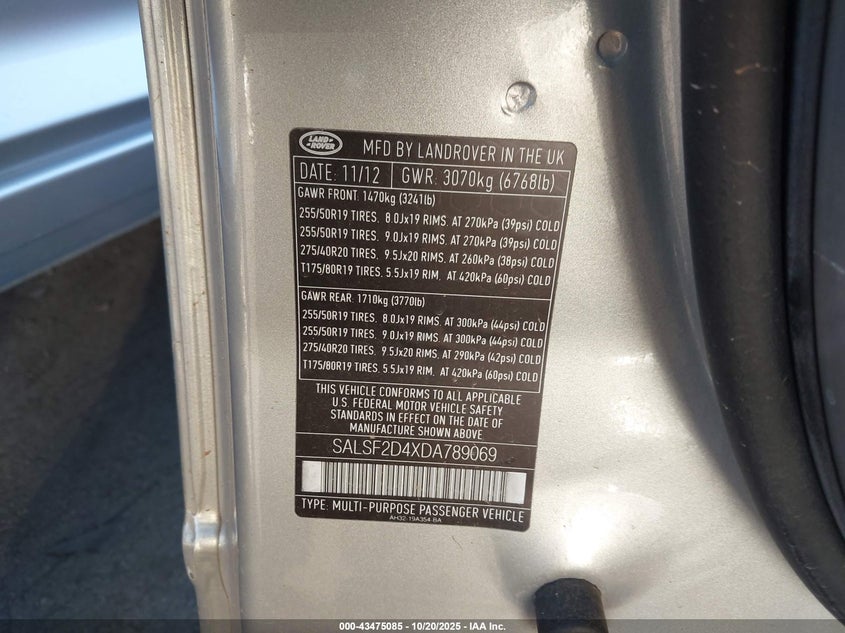 LAND ROVER
MFD BY LANDROVER IN THE UK
DATE: 11/12 GWR: 3070kg (6768lb)
GAWR FRONT: 1470kg (3241lb)
255/50R19 TIRES. 8.0Jx19 RIMS. AT 270kPa (39psi) COLD
255/50R19 TIRES. 9.0Jx19 RIMS. AT 270kPa (39psi) COLD
275/40R20 TIRES. 9.5Jx20 RIMS. AT 260kPa (38psi) COLD
T175/80R19 TIRES. 5.5Jx19 RIM. AT 420kPa (60psi) COLD
GAWR REAR: 1710kg (3770lb)
255/50R19 TIRES. 8.0Jx19 RIMS. AT 300kPa (44psi) COLD
255/50R19 TIRES. 9.0Jx19 RIMS. AT 300kPa (44psi) COLD
275/40R20 TIRES. 9.5Jx20 RIMS. AT 290kPa (42psi) COLD
T175/80R19 TIRES. 5.5Jx19 RIM. AT 420kPa (60psi) COLD
THIS VEHICLE CONFORMS TO ALL APPLICABLE
U.S. FEDERAL MOTOR VEHICLE SAFETY
STANDARDS IN EFFECT ON THE DATE OF
MANUFACTURE SHOWN ABOVE.
SALSF2D4XDA789069
TYPE: MULTI-PURPOSE PASSENGER VEHICLE
AH32-19A354-BA
000-43475085 - 10/20/2025 - IAA Inc.